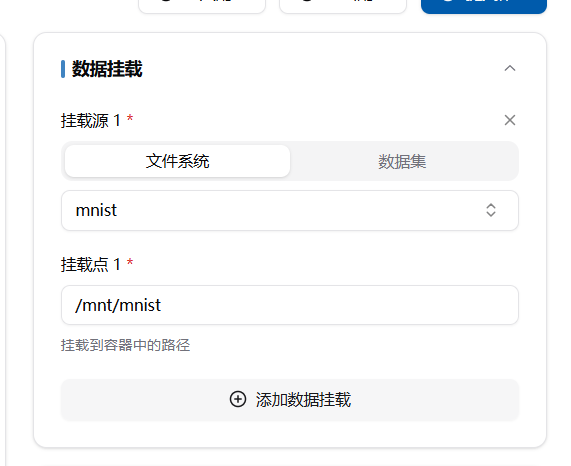 数据挂载
挂载源 1 *
文件系统 数据集
mnist
挂载点 1 *
/mnt/mnist
挂载到容器中的路径
添加数据挂载